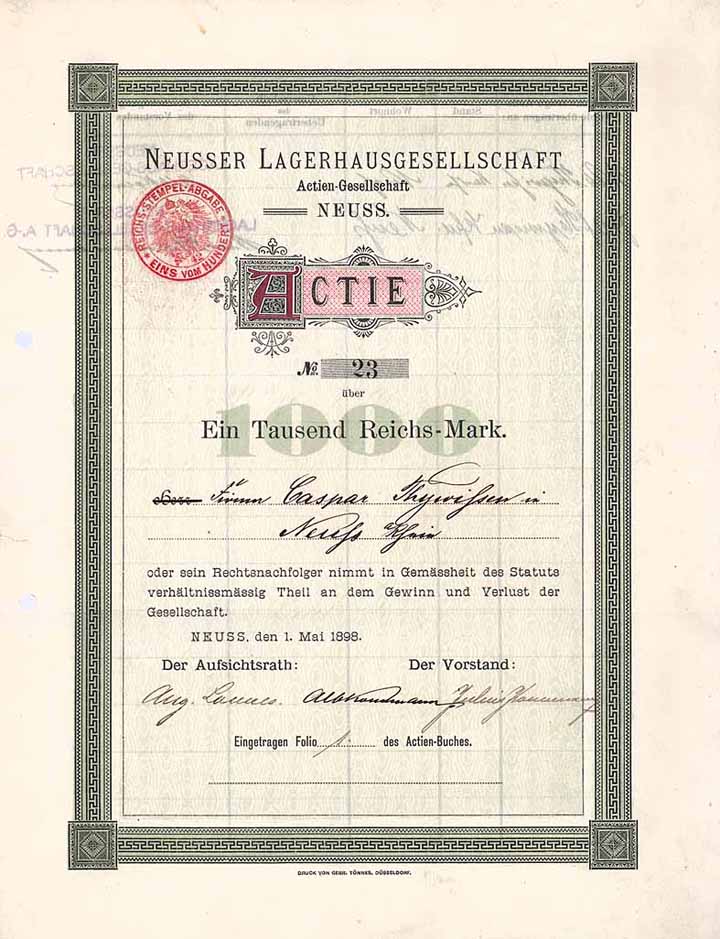 NEUSSER LAGERHAUSGESELLSCHAFT
Actien-Gesellschaft
NEUSS.
REICHS-STEMPEL-ABGABE
EINS VOM HUNDERT
ACTIE
No. 23
über
1000
Ein Tausend Reichs-Mark.
Herrn Firma Caspar Thywissen in
Neuss a/Rhein
oder sein Rechtsnachfolger nimmt in Gemässheit des Statuts
verhältnissmässig Theil an dem Gewinn und Verlust der
Gesellschaft.
NEUSS, den 1. Mai 1898.
Der Aufsichtsrath: Der Vorstand:
Aug. Julius
Eingetragen Folio 1. des Actien-Buches.
DRUCK VON GEBR. TÖNNES, DÜSSELDORF.